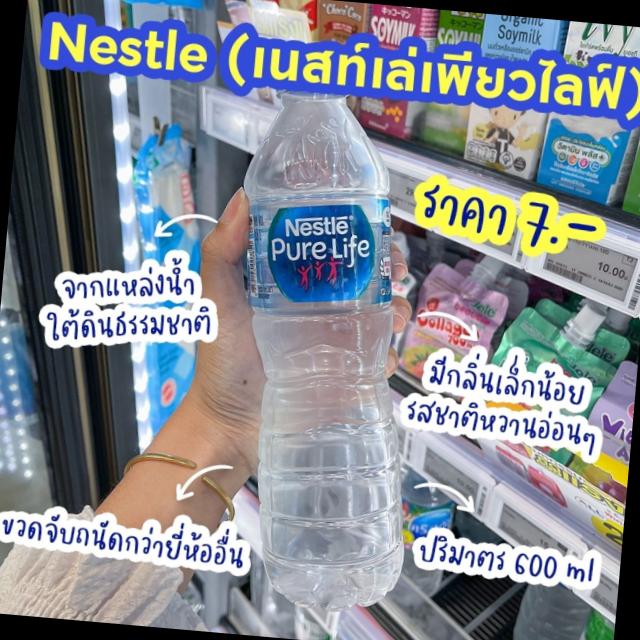 Nestle (เนสท์เล่เพียวไลฟ์)
ราคา 7.-
Nestlé
Pure Life
จากแหล่งน้ำ
ใต้ดินธรรมชาติ
มีกลิ่นเล็กน้อย
รสชาติหวานอ่อนๆ
ขวดจับถนัดกว่ายี่ห้ออื่น
ปริมาตร 600 ml
Organic
Soymilk
SOYMILK
10.00